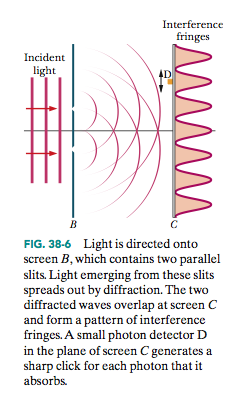 Interference
fringes
Incident
light
D
B
C
FIG. 38-6 Light is directed onto
screen B, which contains two parallel
slits. Light emerging from these slits
spreads out by diffraction. The two
diffracted waves overlap at screen C
and form a pattern of interference
fringes. A small photon detector D
in the plane of screen C generates a
sharp click for each photon that it
absorbs.